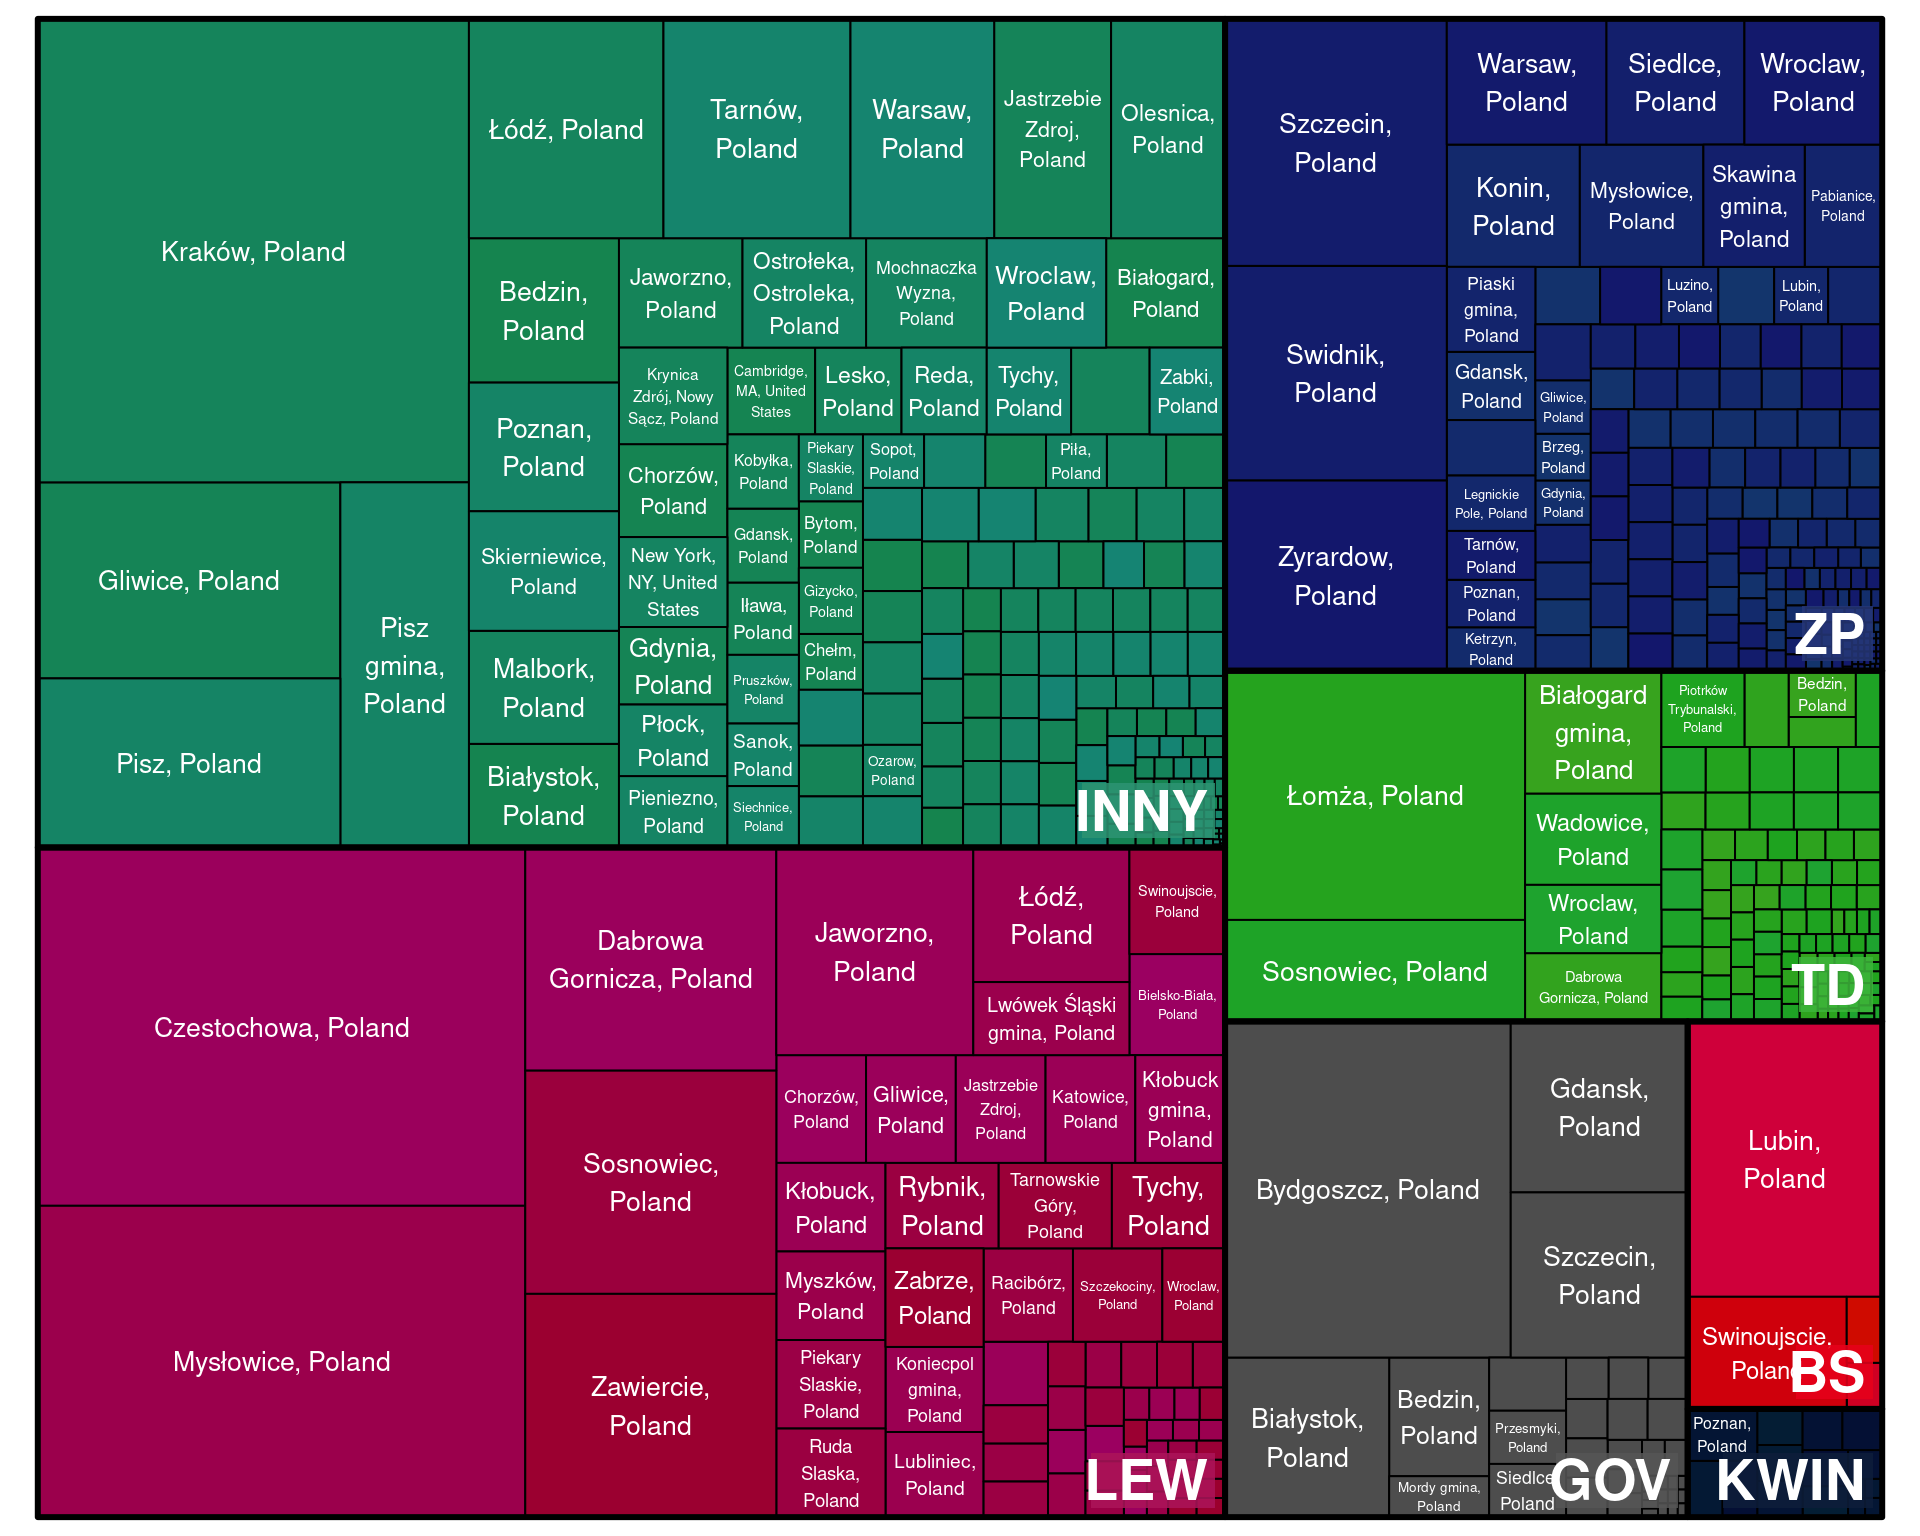 Kraków, Poland
Gliwice, Poland
Pisz, Poland
Pisz
gmina,
Poland
Łódź, Poland
Tarnów,
Poland
Warsaw,
Poland
Jastrzebie
Zdroj,
Poland
Olesnica,
Poland
Bedzin,
Poland
Poznan,
Poland
Skierniewice,
Poland
Malbork,
Poland
Białystok,
Poland
Jaworzno,
Poland
Ostrołeka,
Ostroleka,
Poland
Mochnaczka
Wyzna,
Poland
Wroclaw,
Poland
Białogard,
Poland
Krynica
Zdrój, Nowy
Sącz, Poland
Chorzów,
Poland
New York,
NY, United
States
Gdynia,
Poland
Płock,
Poland
Pieniezno,
Poland
Cambridge,
MA, United
States
Lesko,
Poland
Reda,
Poland
Tychy,
Poland
Zabki,
Poland
Kobyłka,
Poland
Gdansk,
Poland
Iława,
Poland
Pruszków,
Poland
Sanok,
Poland
Siechnice,
Poland
Piekary
Slaskie,
Poland
Bytom,
Poland
Gizycko,
Poland
Chełm,
Poland
Sopot,
Poland
Piła,
Poland
Ozarow,
Poland
INNY
Szczecin,
Poland
Swidnik,
Poland
Zyrardow,
Poland
Warsaw,
Poland
Siedlce,
Poland
Wroclaw,
Poland
Konin,
Poland
Mysłowice,
Poland
Skawina
gmina,
Poland
Pabianice,
Poland
Piaski
gmina,
Poland
Gdansk,
Poland
Legnickie
Pole, Poland
Tarnów,
Poland
Poznan,
Poland
Ketrzyn,
Poland
Luzino,
Poland
Lubin,
Poland
Gliwice,
Poland
Brzeg,
Poland
Gdynia,
Poland
ZP
Czestochowa, Poland
Mysłowice, Poland
Dabrowa
Gornicza, Poland
Sosnowiec,
Poland
Zawiercie,
Poland
Jaworzno,
Poland
Łódź,
Poland
Lwówek Śląski
gmina, Poland
Swinoujscie,
Poland
Bielsko-Biała,
Poland
Chorzów,
Poland
Gliwice,
Poland
Jastrzebie
Zdroj,
Poland
Katowice,
Poland
Kłobuck
gmina,
Poland
Kłobuck,
Poland
Myszków,
Poland
Piekary
Slaskie,
Poland
Ruda
Slaska,
Poland
Rybnik,
Poland
Tarnowskie
Góry,
Poland
Tychy,
Poland
Zabrze,
Poland
Racibórz,
Poland
Szczekociny,
Poland
Wroclaw,
Poland
Koniecpol
gmina,
Poland
Lubliniec,
Poland
LEW
Łomża, Poland
Sosnowiec, Poland
Białogard
gmina,
Poland
Wadowice,
Poland
Wroclaw,
Poland
Dabrowa
Gornicza, Poland
Piotrków
Trybunalski,
Poland
Bedzin,
Poland
TD
Bydgoszcz, Poland
Gdansk,
Poland
Szczecin,
Poland
Białystok,
Poland
Bedzin,
Poland
Mordy gmina,
Poland
Przesmyki,
Poland
Siedlce
Poland
GOV
Lubin,
Poland
Swinoujscie.
Poland
BS
Poznan,
Poland
KWIN